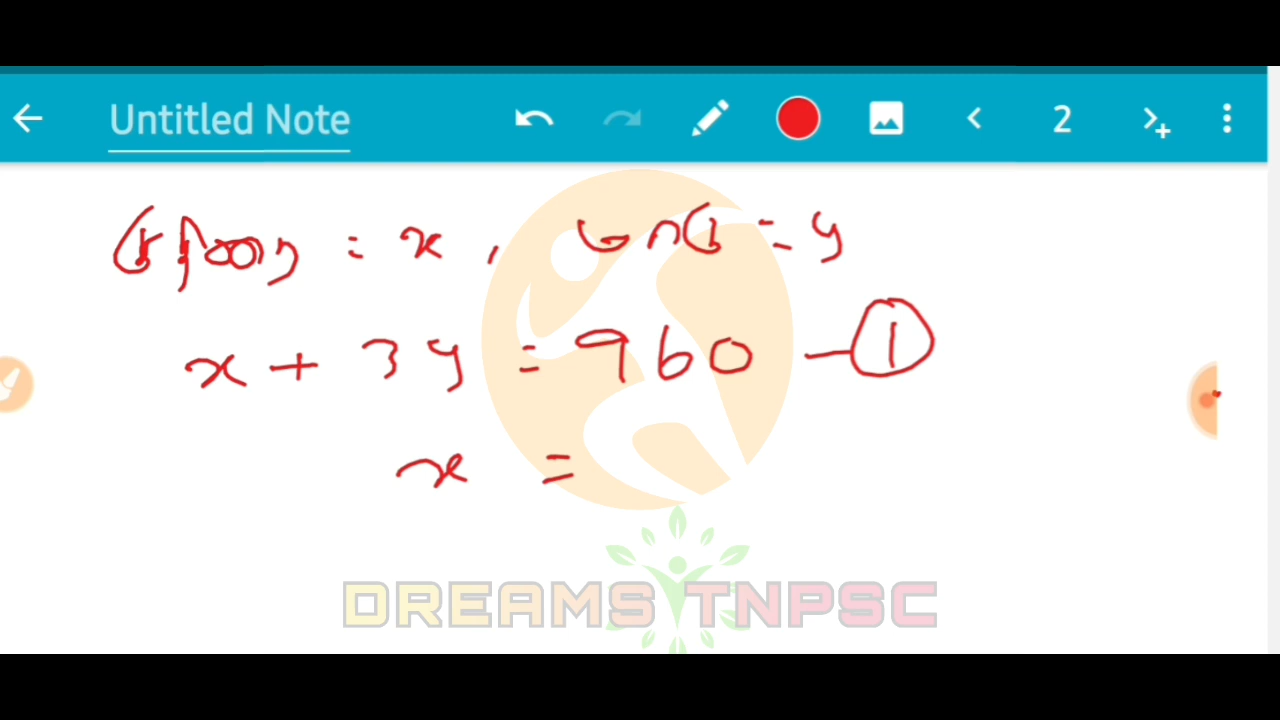 Untitled Note
2
= x, = y
x + 3y = 960 – ①
x =
DREAMS TNPSC